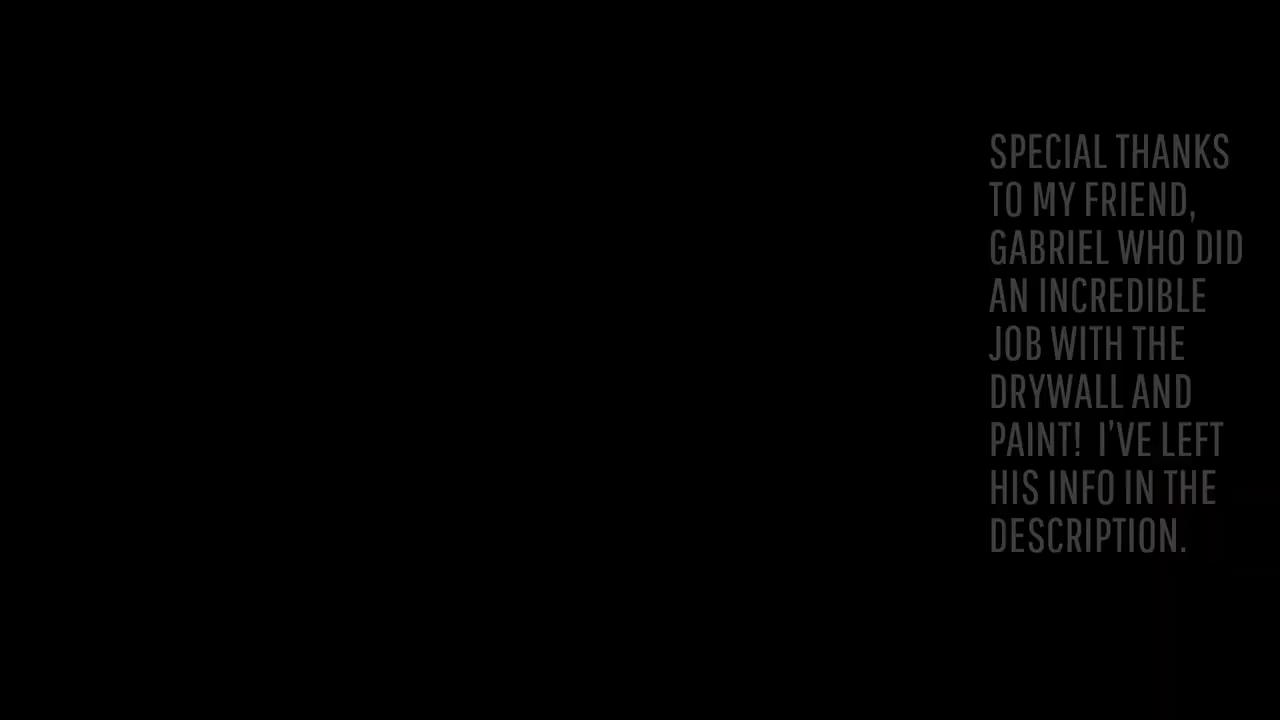 SPECIAL THANKS
TO MY FRIEND,
GABRIEL WHO DID
AN INCREDIBLE
JOB WITH THE
DRYWALL AND
PAINT!  I'VE LEFT
HIS INFO IN THE
DESCRIPTION.